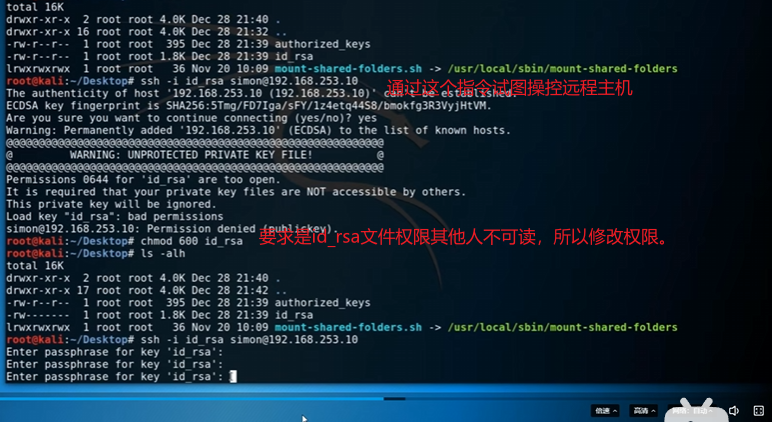 total 16K
drwxr-xr-x  2 root root 4.0K Dec 28 21:40 .
drwxr-xr-x 16 root root 4.0K Dec 28 21:32 ..
-rw-r--r--  1 root root  395 Dec 28 21:39 authorized_keys
-rw-r--r--  1 root root 1.8K Dec 28 21:39 id_rsa
lrwxrwxrwx  1 root root   36 Nov 20 10:09 mount-shared-folders.sh -> /usr/local/sbin/mount-shared-folders
root@kali:~/Desktop# ssh -i id_rsa simon@192.168.253.10
通过这个指令试图操控远程主机
The authenticity of host '192.168.253.10 (192.168.253.10)' can't be established.
ECDSA key fingerprint is SHA256:5Tmg/FD7Iga/sFY/1z4etq44S8/bmokfg3R3VyjHtVM.
Are you sure you want to continue connecting (yes/no)? yes
Warning: Permanently added '192.168.253.10' (ECDSA) to the list of known hosts.
@@@@@@@@@@@@@@@@@@@@@@@@@@@@@@@@@@@@@@@@@@@@@@@@@@@@@@@@@@@
@         WARNING: UNPROTECTED PRIVATE KEY FILE!          @
@@@@@@@@@@@@@@@@@@@@@@@@@@@@@@@@@@@@@@@@@@@@@@@@@@@@@@@@@@@
Permissions 0644 for 'id_rsa' are too open.
It is required that your private key files are NOT accessible by others.
This private key will be ignored.
Load key "id_rsa": bad permissions
simon@192.168.253.10: Permission denied (publickey).
root@kali:~/Desktop# chmod 600 id_rsa
要求是id_rsa文件权限其他人不可读，所以修改权限。
root@kali:~/Desktop# ls -alh
total 16K
drwxr-xr-x  2 root root 4.0K Dec 28 21:40 .
drwxr-xr-x 17 root root 4.0K Dec 28 21:42 ..
-rw-r--r--  1 root root  395 Dec 28 21:39 authorized_keys
-rw-------  1 root root 1.8K Dec 28 21:39 id_rsa
lrwxrwxrwx  1 root root   36 Nov 20 10:09 mount-shared-folders.sh -> /usr/local/sbin/mount-shared-folders
root@kali:~/Desktop# ssh -i id_rsa simon@192.168.253.10
Enter passphrase for key 'id_rsa':
Enter passphrase for key 'id_rsa':
Enter passphrase for key 'id_rsa':
倍速 高清